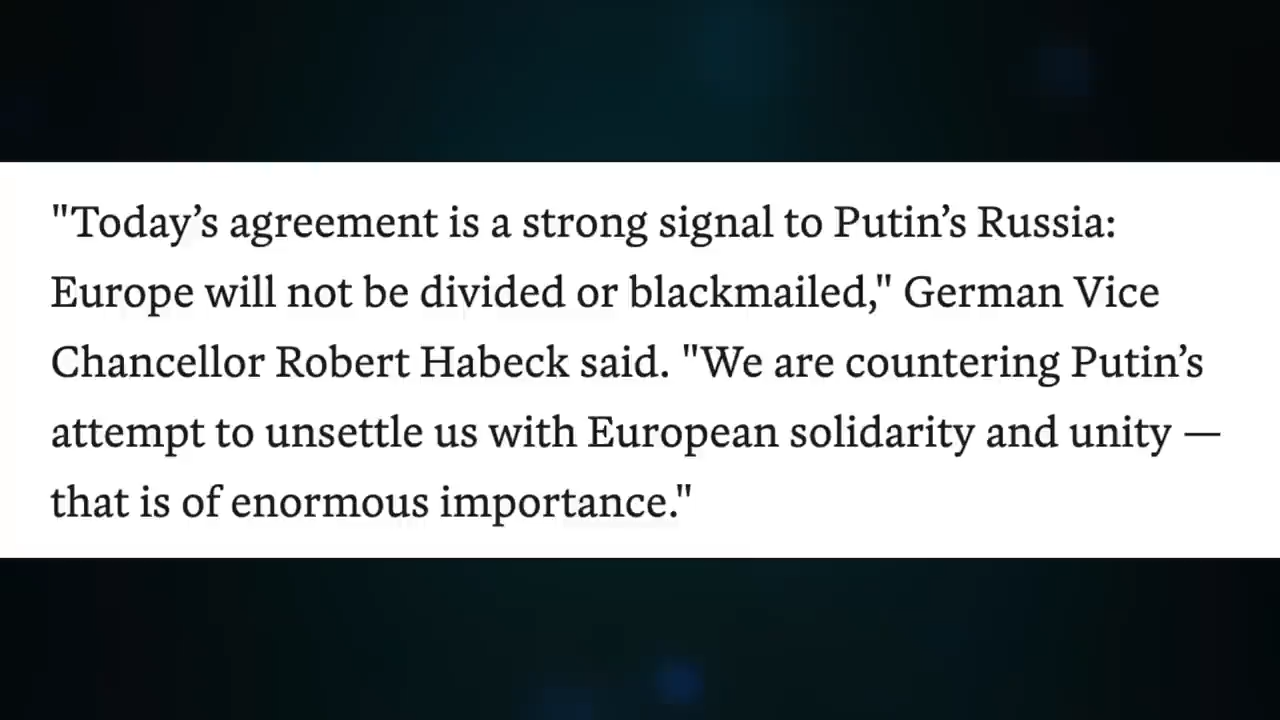 "Today’s agreement is a strong signal to Putin’s Russia:
Europe will not be divided or blackmailed," German Vice
Chancellor Robert Habeck said. "We are countering Putin’s
attempt to unsettle us with European solidarity and unity —
that is of enormous importance."